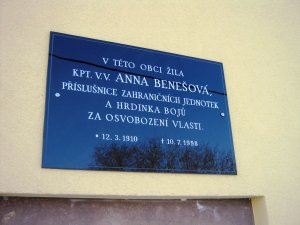 V TÉTO OBCI ŽILA
KPT. V.V. ANNA BENEŠOVÁ,
PŘÍSLUŠNICE ZAHRANIČNÍCH JEDNOTEK
A HRDINKA BOJŮ
ZA OSVOBOZENÍ VLASTI.
* 12. 3. 1910 † 10. 7. 1998